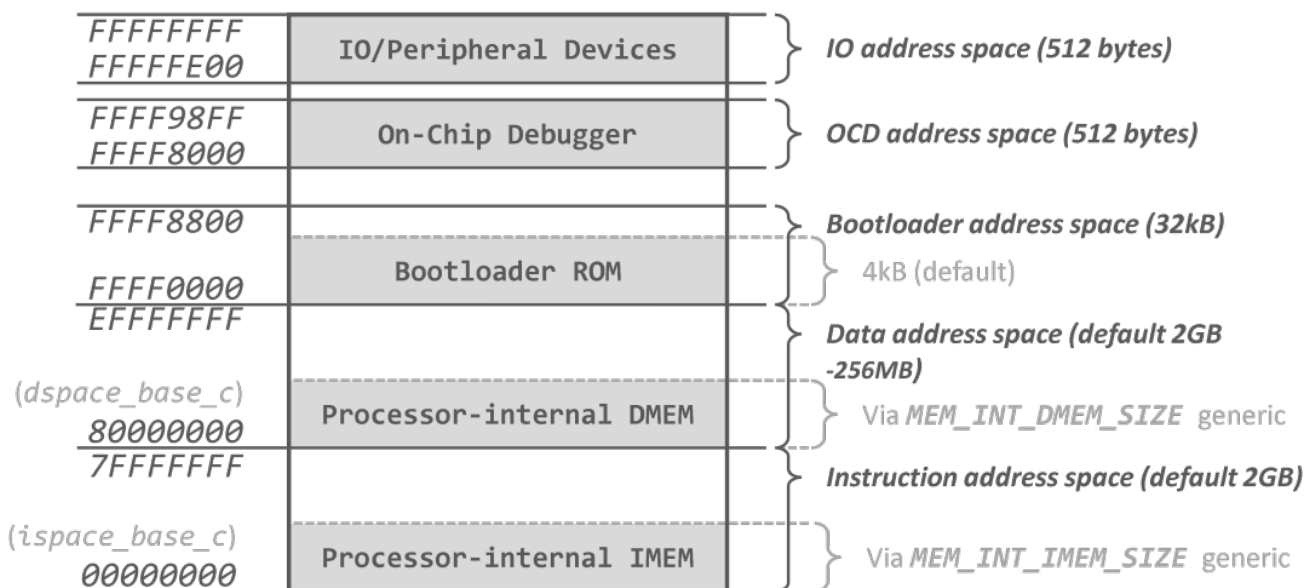 FFFFFFFF
IO/Peripheral Devices
IO address space (512 bytes)
FFFFFE00
FFFF98FF
On-Chip Debugger
OCD address space (512 bytes)
FFFF8000
FFFF8800
Bootloader address space (32kB)
Bootloader ROM
4kB (default)
FFFF0000
EFFFFFFF
Data address space (default 2GB
-256MB)
(dspace_base_c)
Processor-internal DMEM
Via MEM_INT_DMEM_SIZE generic
80000000
7FFFFFFF
Instruction address space (default 2GB)
(ispace_base_c)
Processor-internal IMEM
Via MEM_INT_IMEM_SIZE generic
00000000